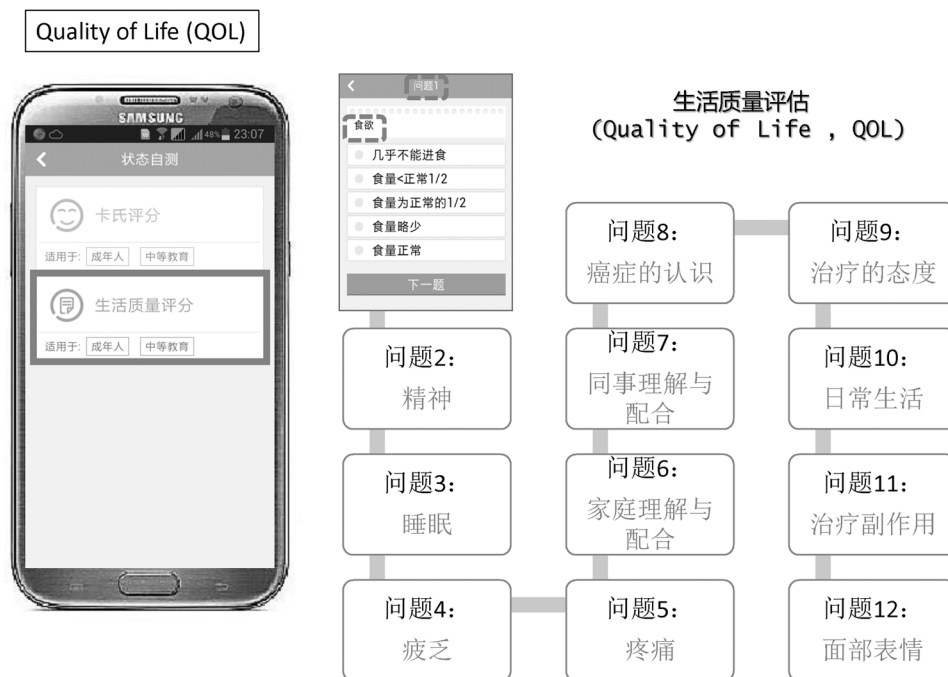 Quality of Life (QOL)
SAMSUNG
48% 23:07
状态自测
卡氏评分
适用于: 成年人 中等教育
生活质量评分
适用于: 成年人 中等教育
问题1
食欲
几乎不能进食
食量<正常1/2
食量为正常的1/2
食量略少
食量正常
下一题
生活质量评估
(Quality of Life , QOL)
问题2:
精神
问题3:
睡眠
问题4:
疲乏
问题5:
疼痛
问题6:
家庭理解与
配合
问题7:
同事理解与
配合
问题8:
癌症的认识
问题9:
治疗的态度
问题10:
日常生活
问题11:
治疗副作用
问题12:
面部表情